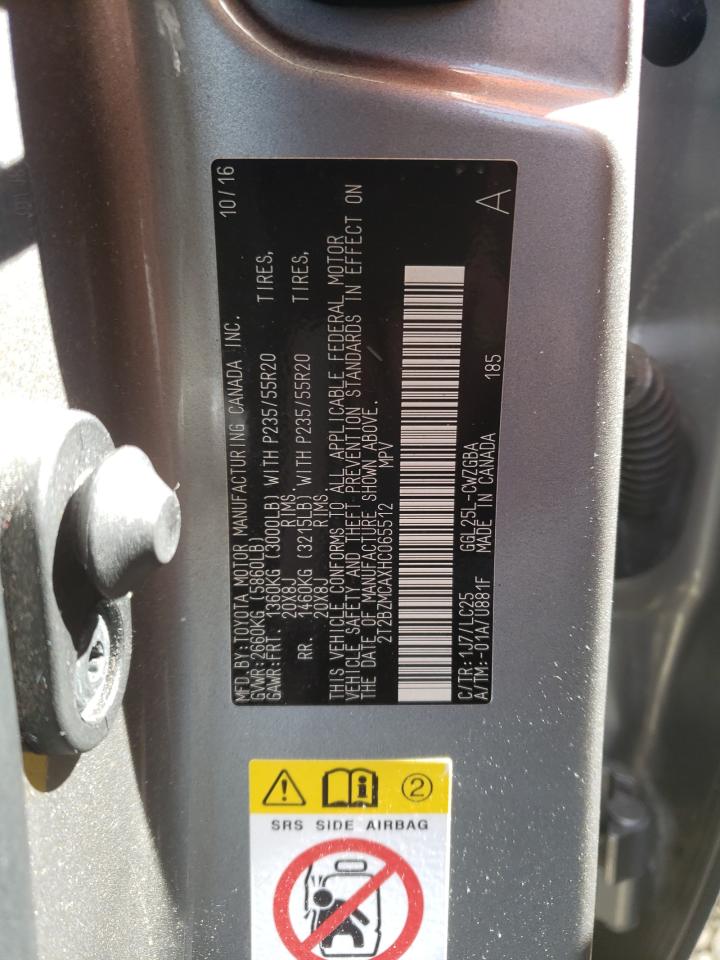 MFD.BY:TOYOTA MOTOR MANUFACTURING CANADA INC. 10/16
GVWR:2660KG (5860LB)
GAWR:FRT. 1360KG (3000LB) WITH P235/55R20 TIRES,
20X8J RIMS
RR. 1460KG (3215LB) WITH P235/55R20 TIRES,
20X8J RIMS
THIS VEHICLE CONFORMS TO ALL APPLICABLE FEDERAL MOTOR
VEHICLE SAFETY AND THEFT PREVENTION STANDARDS IN EFFECT ON
THE DATE OF MANUFACTURE SHOWN ABOVE.
2T2BZMCAXHC065512 MPV
A
C/TR:1J7/LC25 GGL25L-CWZGBA 185
A/TM:-01A/U881F MADE IN CANADA
2
SRS SIDE AIRBAG